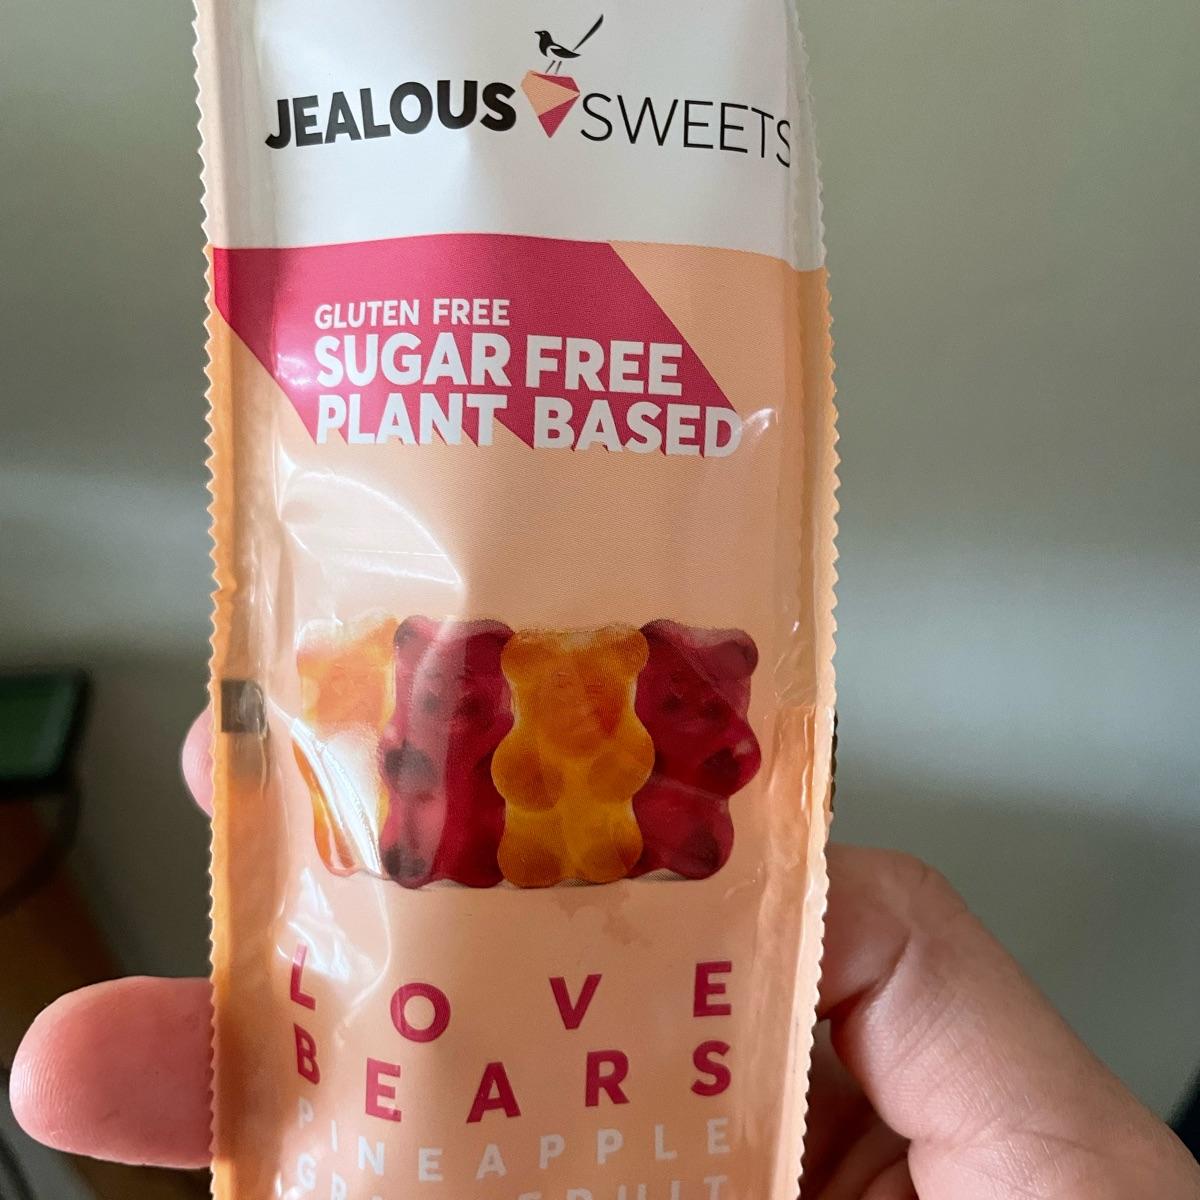 JEALOUS SWEETS
GLUTEN FREE
SUGAR FREE
PLANT BASED
LOVE
BEARS
PINEAPPLE